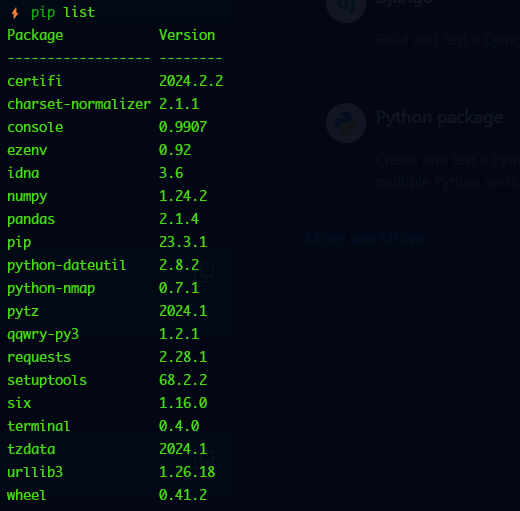 pip list
Package Version
------------------ --------
certifi 2024.2.2
charset-normalizer 2.1.1
console 0.9907
ezenv 0.92
idna 3.6
numpy 1.24.2
pandas 2.1.4
pip 23.3.1
python-dateutil 2.8.2
python-nmap 0.7.1
pytz 2024.1
qqwry-py3 1.2.1
requests 2.28.1
setuptools 68.2.2
six 1.16.0
terminal 0.4.0
tzdata 2024.1
urllib3 1.26.18
wheel 0.41.2
Django
Build and Test a Djang
Python package
Create and test a Pyth
multiple Python versio
More workflows